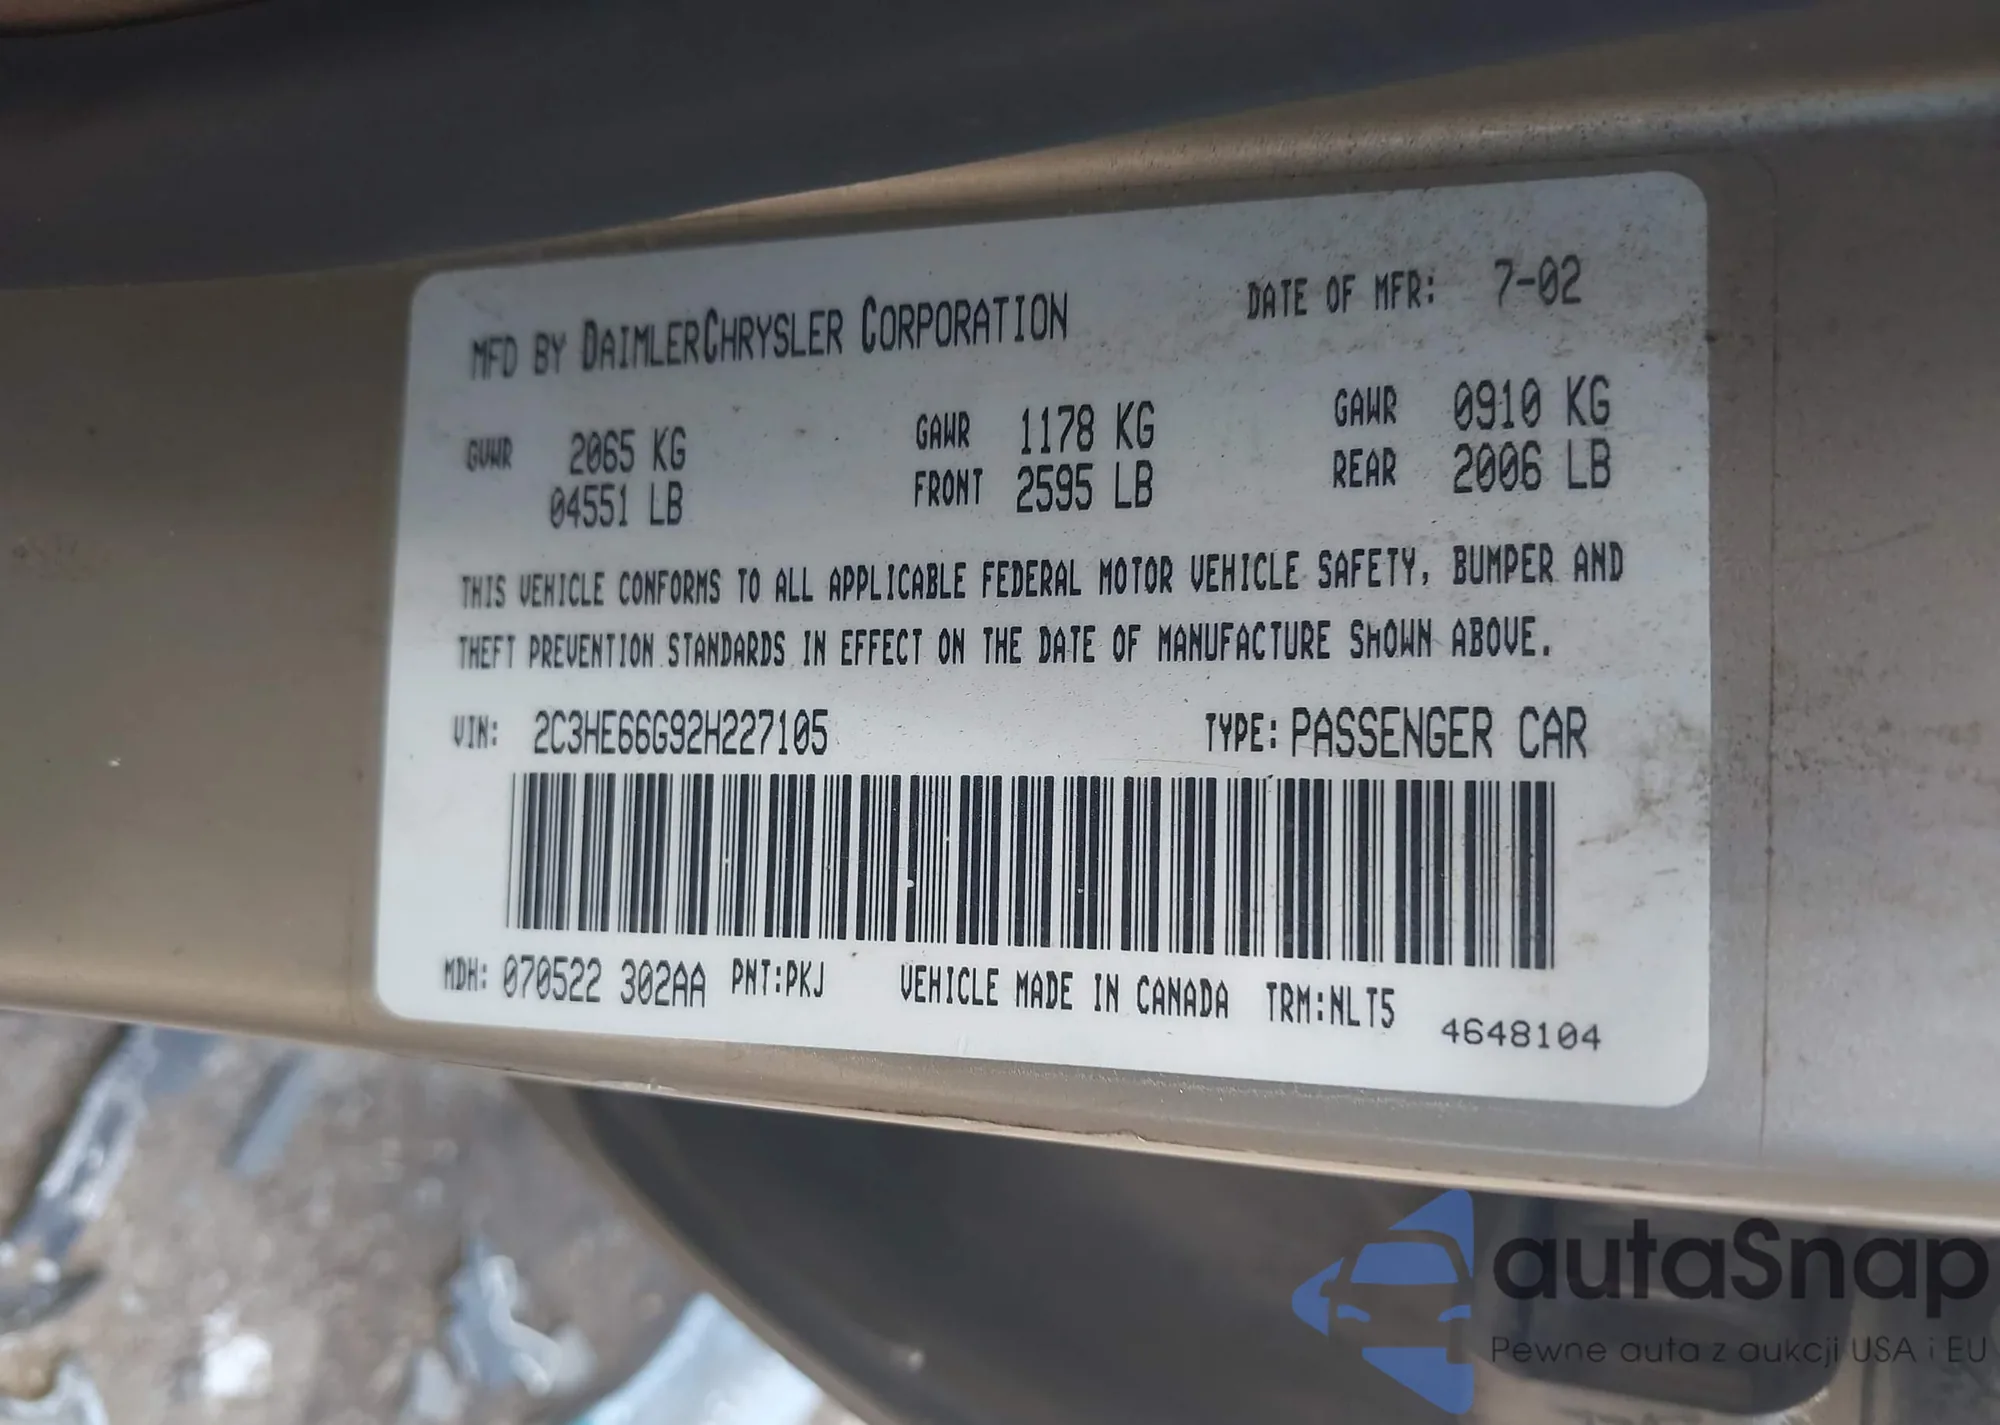 MFD BY DAIMLERCHRYSLER CORPORATION DATE OF MFR: 7-02
GVWR 2065 KG GAWR 1178 KG GAWR 0910 KG
04551 LB FRONT 2595 LB REAR 2006 LB
THIS VEHICLE CONFORMS TO ALL APPLICABLE FEDERAL MOTOR VEHICLE SAFETY, BUMPER AND
THEFT PREVENTION STANDARDS IN EFFECT ON THE DATE OF MANUFACTURE SHOWN ABOVE.
VIN: 2C3HE66G92H227105 TYPE: PASSENGER CAR
MDH: 070522 302AA PNT:PKJ VEHICLE MADE IN CANADA TRM:NLT5 4648104
autaSnap
Pewne auta z aukcji USA i EU